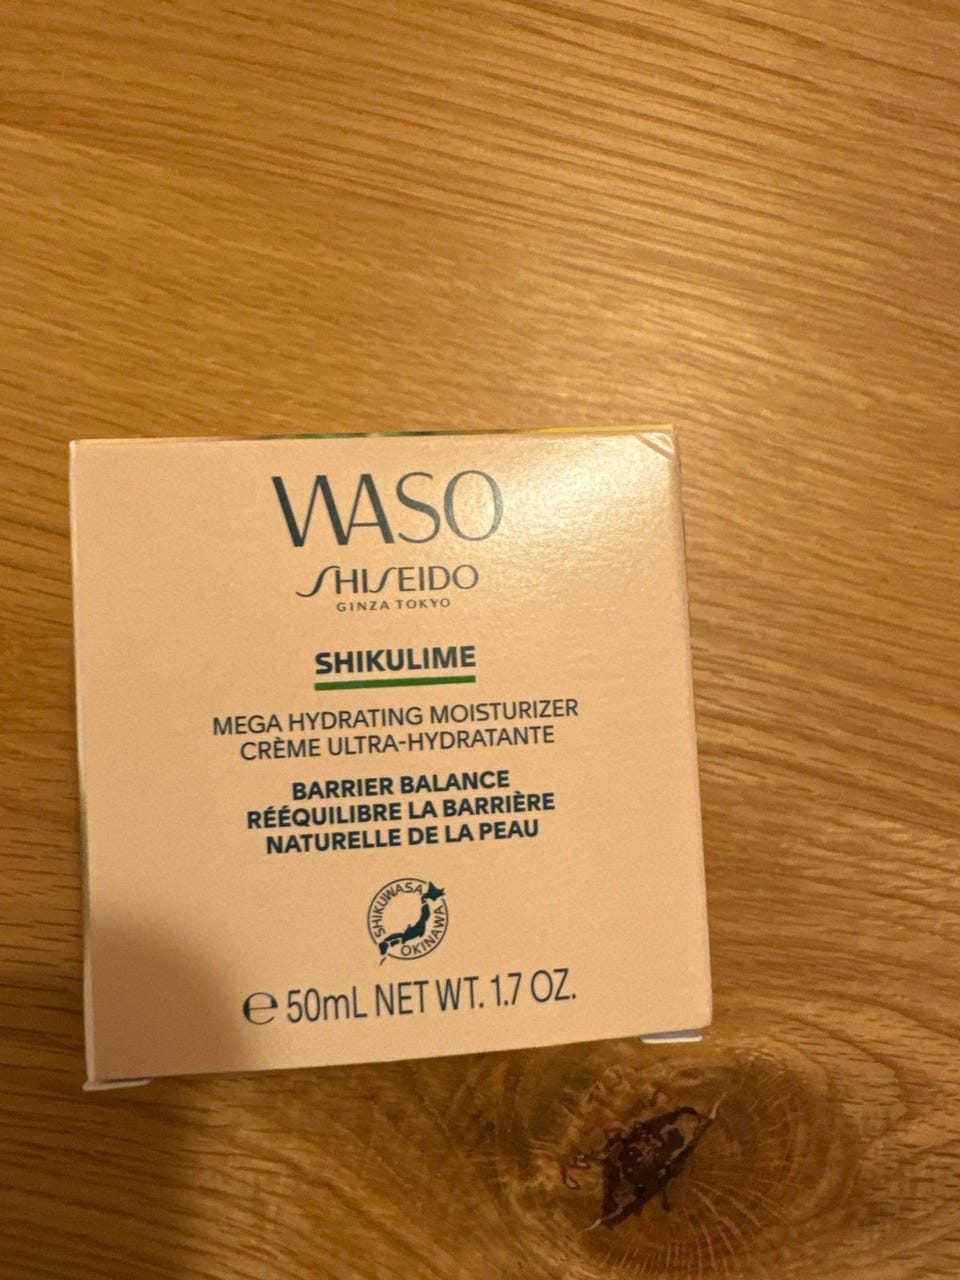 WASO
SHISEIDO
GINZA TOKYO
SHIKULIME
MEGA HYDRATING MOISTURIZER
CRÈME ULTRA-HYDRATANTE
BARRIER BALANCE
RÉÉQUILIBRE LA BARRIÈRE
NATURELLE DE LA PEAU
SHIKUWASA
OKINAWA
℮ 50mL NET WT. 1.7 OZ.